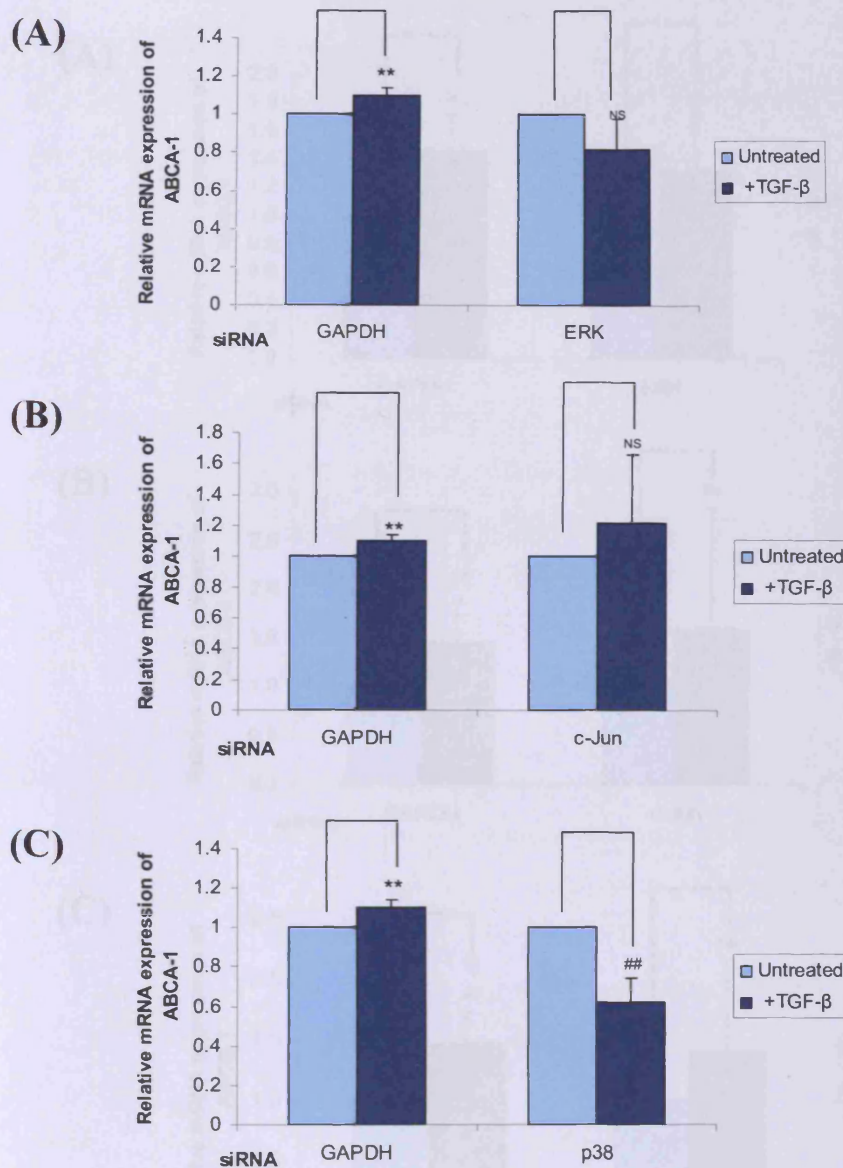 (A)
Relative mRNA expression of
ABCA-1
1.4
1.2
1
0.8
0.6
0.4
0.2
0
**
NS
Untreated
+TGF-β
siRNA
GAPDH
ERK
(B)
Relative mRNA expression of
ABCA-1
1.8
1.6
1.4
1.2
1
0.8
0.6
0.4
0.2
0
**
NS
Untreated
+TGF-β
siRNA
GAPDH
c-Jun
(C)
Relative mRNA expression of
ABCA-1
1.4
1.2
1
0.8
0.6
0.4
0.2
0
**
##
Untreated
+TGF-β
siRNA
GAPDH
p38